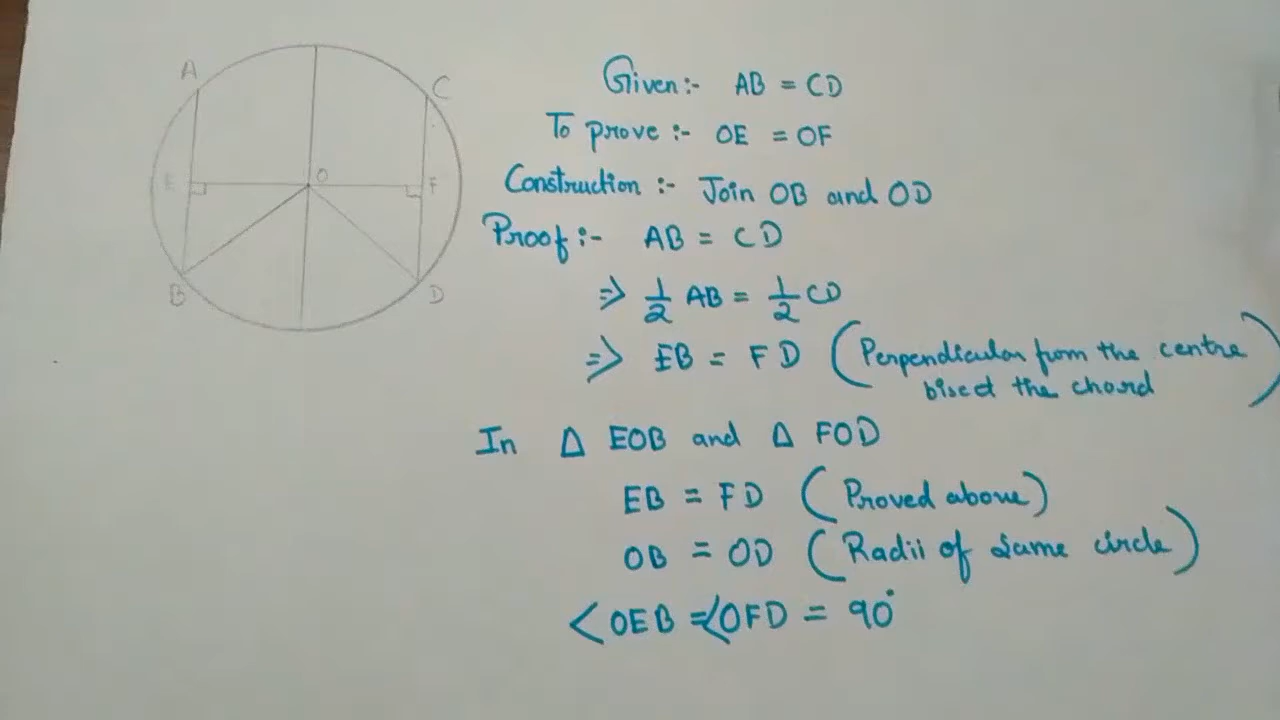 A
C
E
O
F
B
D
Given:- AB = CD
To prove :- OE = OF
Construction :- Join OB and OD
Proof :- AB = CD
⇒ 1/2 AB = 1/2 CD
⇒ EB = FD (Perpendicular from the centre
bisect the chord)
In Δ EOB and Δ FOD
EB = FD (Proved above)
OB = OD (Radii of same circle)
<OEB =<OFD = 90°